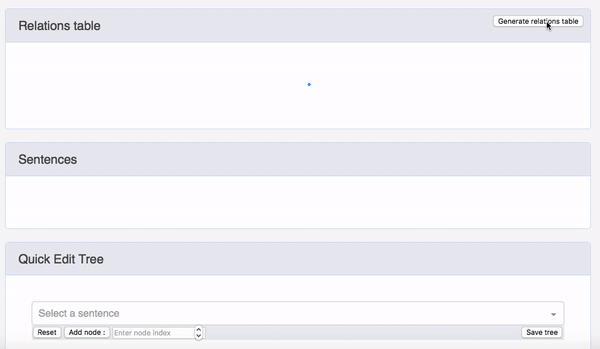 Relations table
Generate relations table
Sentences
Quick Edit Tree
Select a sentence
Reset Add node : Enter node index Save tree